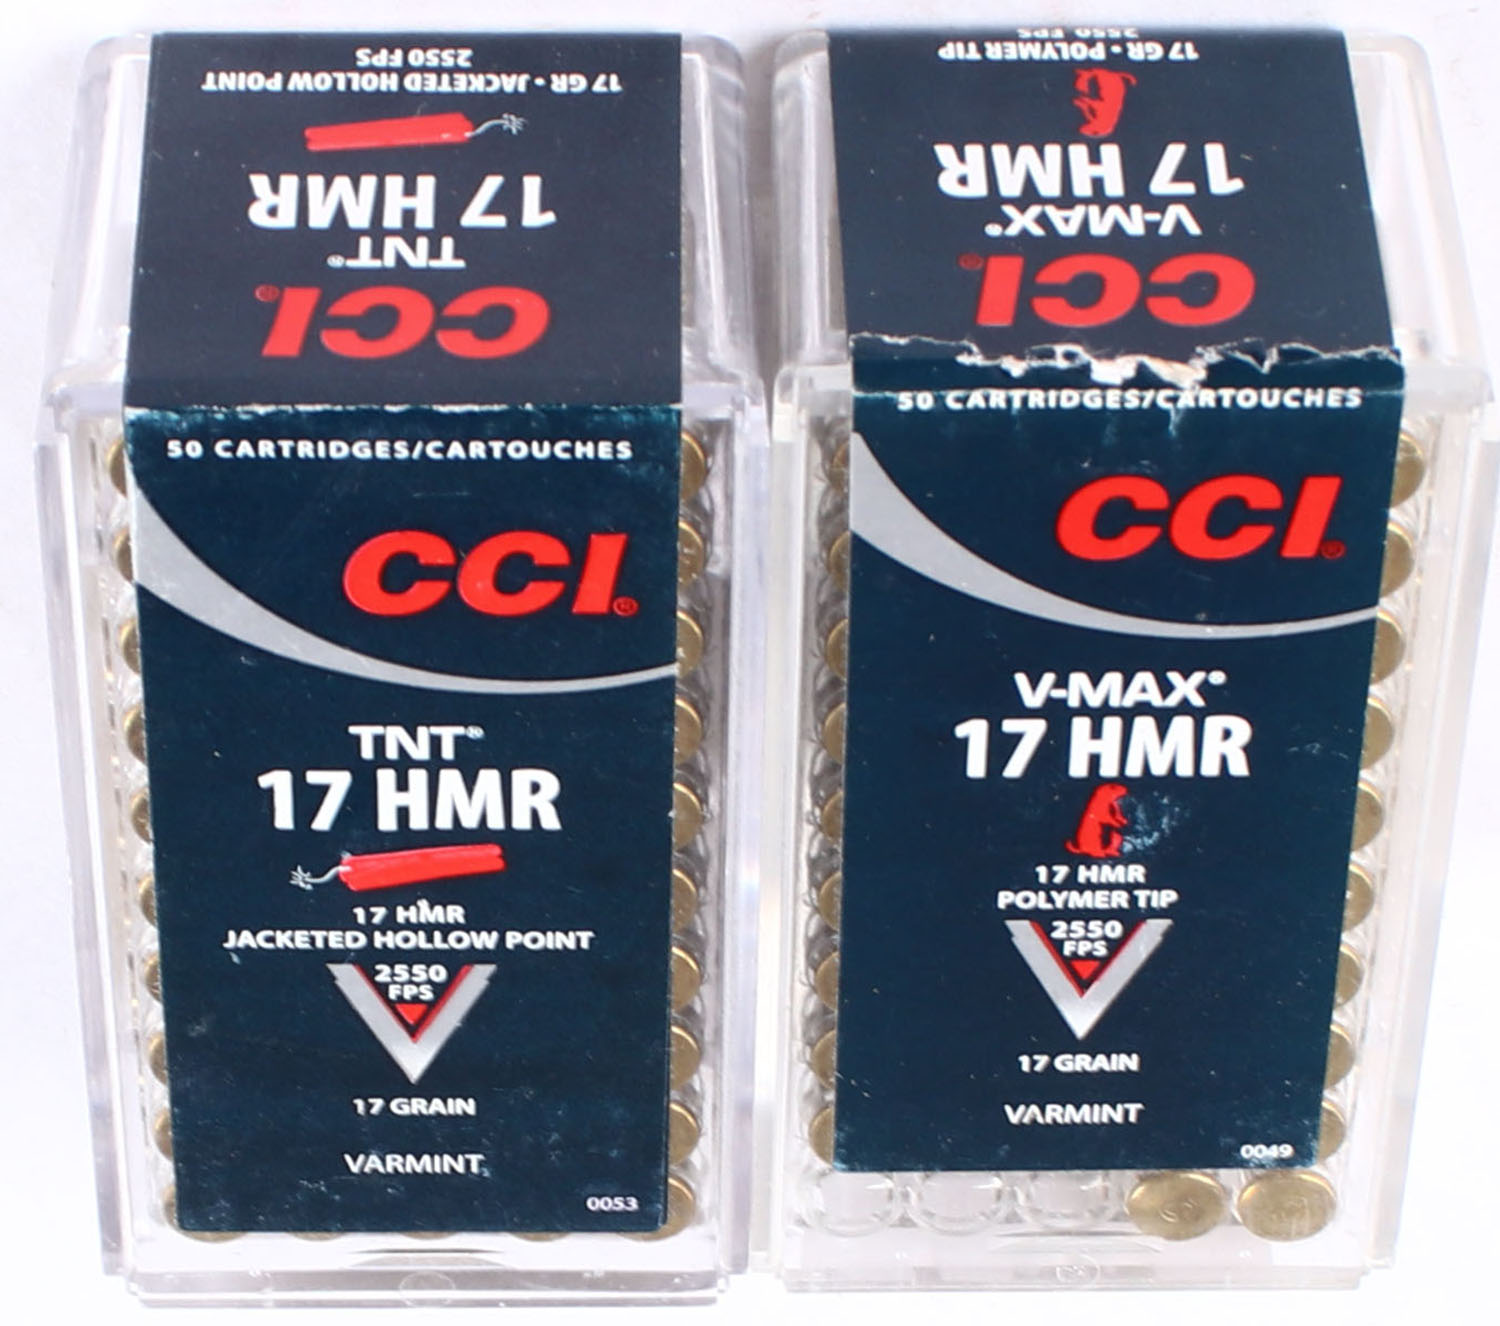 2550 FPS
17 GR • JACKETED HOLLOW POINT
17 HMR
TNT®
CCI®
50 CARTRIDGES/CARTOUCHES
CCI®
TNT®
17 HMR
17 HMR
JACKETED HOLLOW POINT
2550
FPS
17 GRAIN
VARMINT
0053
2550 FPS
17 GR • POLYMER TIP
17 HMR
V-MAX®
CCI®
50 CARTRIDGES/CARTOUCHES
CCI®
V-MAX®
17 HMR
17 HMR
POLYMER TIP
2550
FPS
17 GRAIN
VARMINT
0049